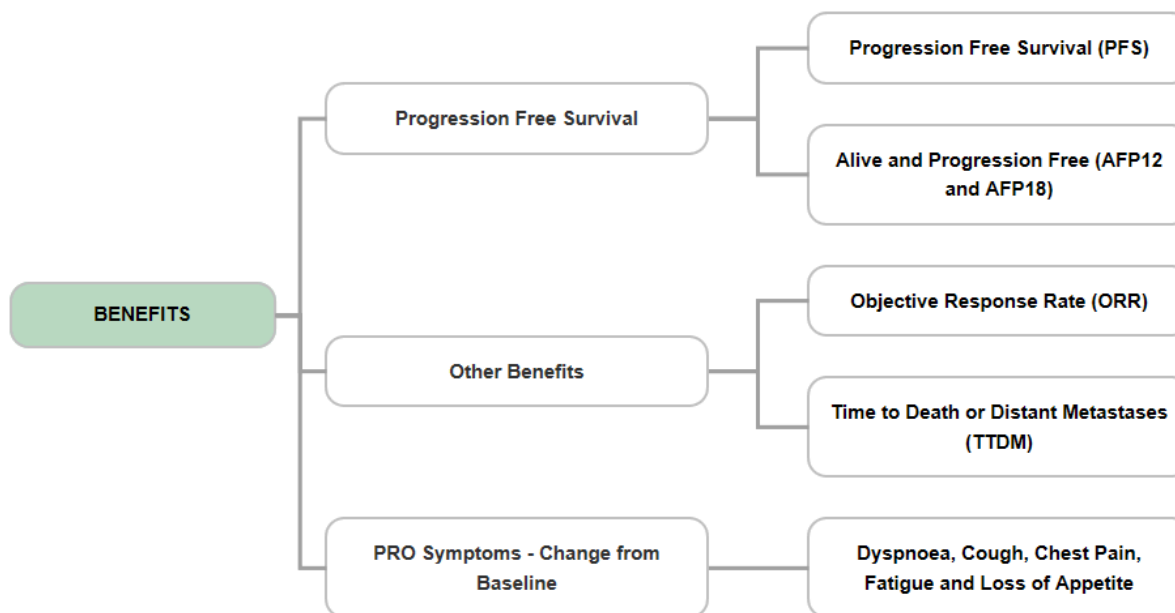 Progression Free Survival (PFS)
Progression Free Survival
Alive and Progression Free (AFP12
and AFP18)
BENEFITS
Objective Response Rate (ORR)
Other Benefits
Time to Death or Distant Metastases
(TTDM)
PRO Symptoms - Change from
Baseline
Dyspnoea, Cough, Chest Pain,
Fatigue and Loss of Appetite